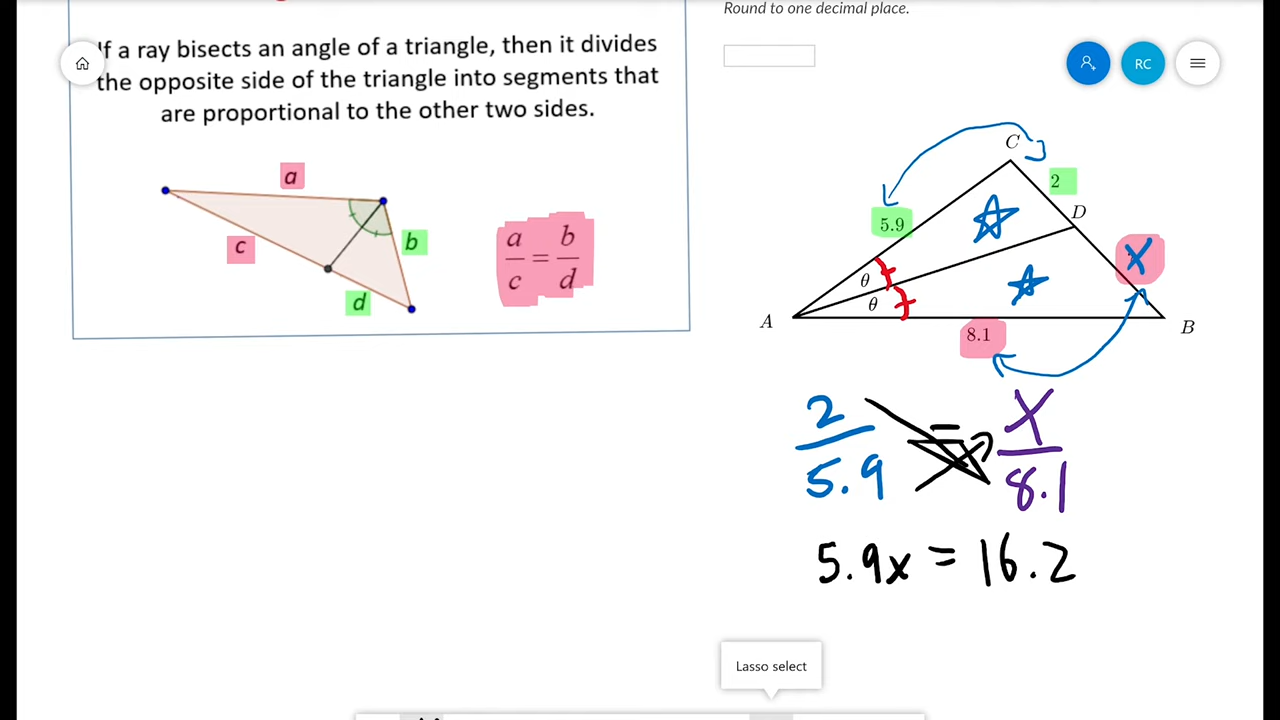 If a ray bisects an angle of a triangle, then it divides
the opposite side of the triangle into segments that
are proportional to the other two sides.
a
c
b
d
a/c = b/d
Round to one decimal place.
RC
C
2
D
5.9
X
θ
θ
A
8.1
B
2/5.9 = X/8.1
5.9x = 16.2
Lasso select